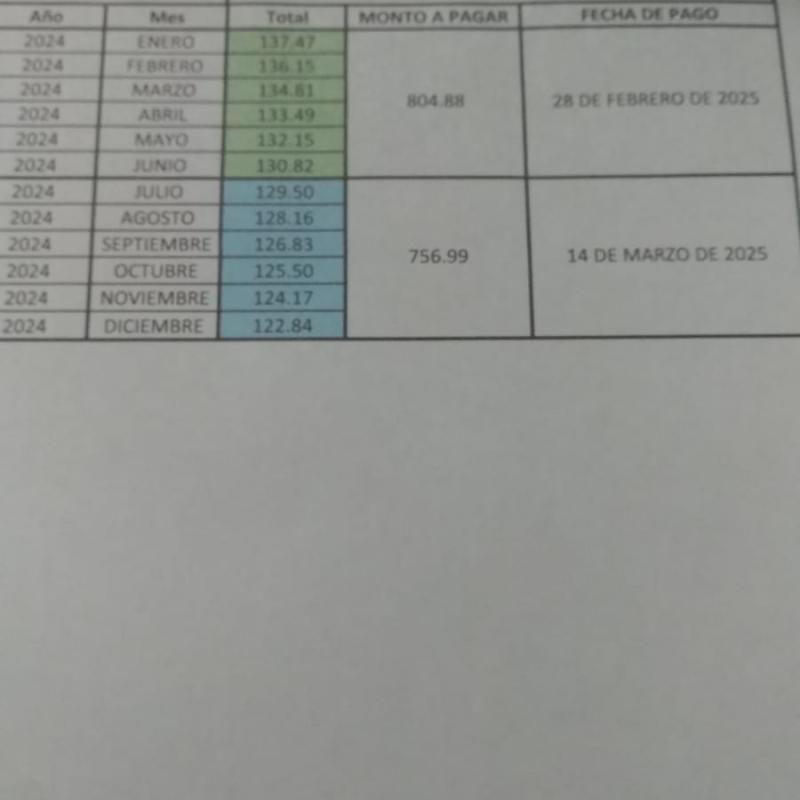 Año Mes Total MONTO A PAGAR FECHA DE PAGO
2024 ENERO 137.47
2024 FEBRERO 136.15
2024 MARZO 134.81
2024 ABRIL 133.49
2024 MAYO 132.15
2024 JUNIO 130.82
804.88 28 DE FEBRERO DE 2025
2024 JULIO 129.50
2024 AGOSTO 128.16
2024 SEPTIEMBRE 126.83
2024 OCTUBRE 125.50
2024 NOVIEMBRE 124.17
2024 DICIEMBRE 122.84
756.99 14 DE MARZO DE 2025